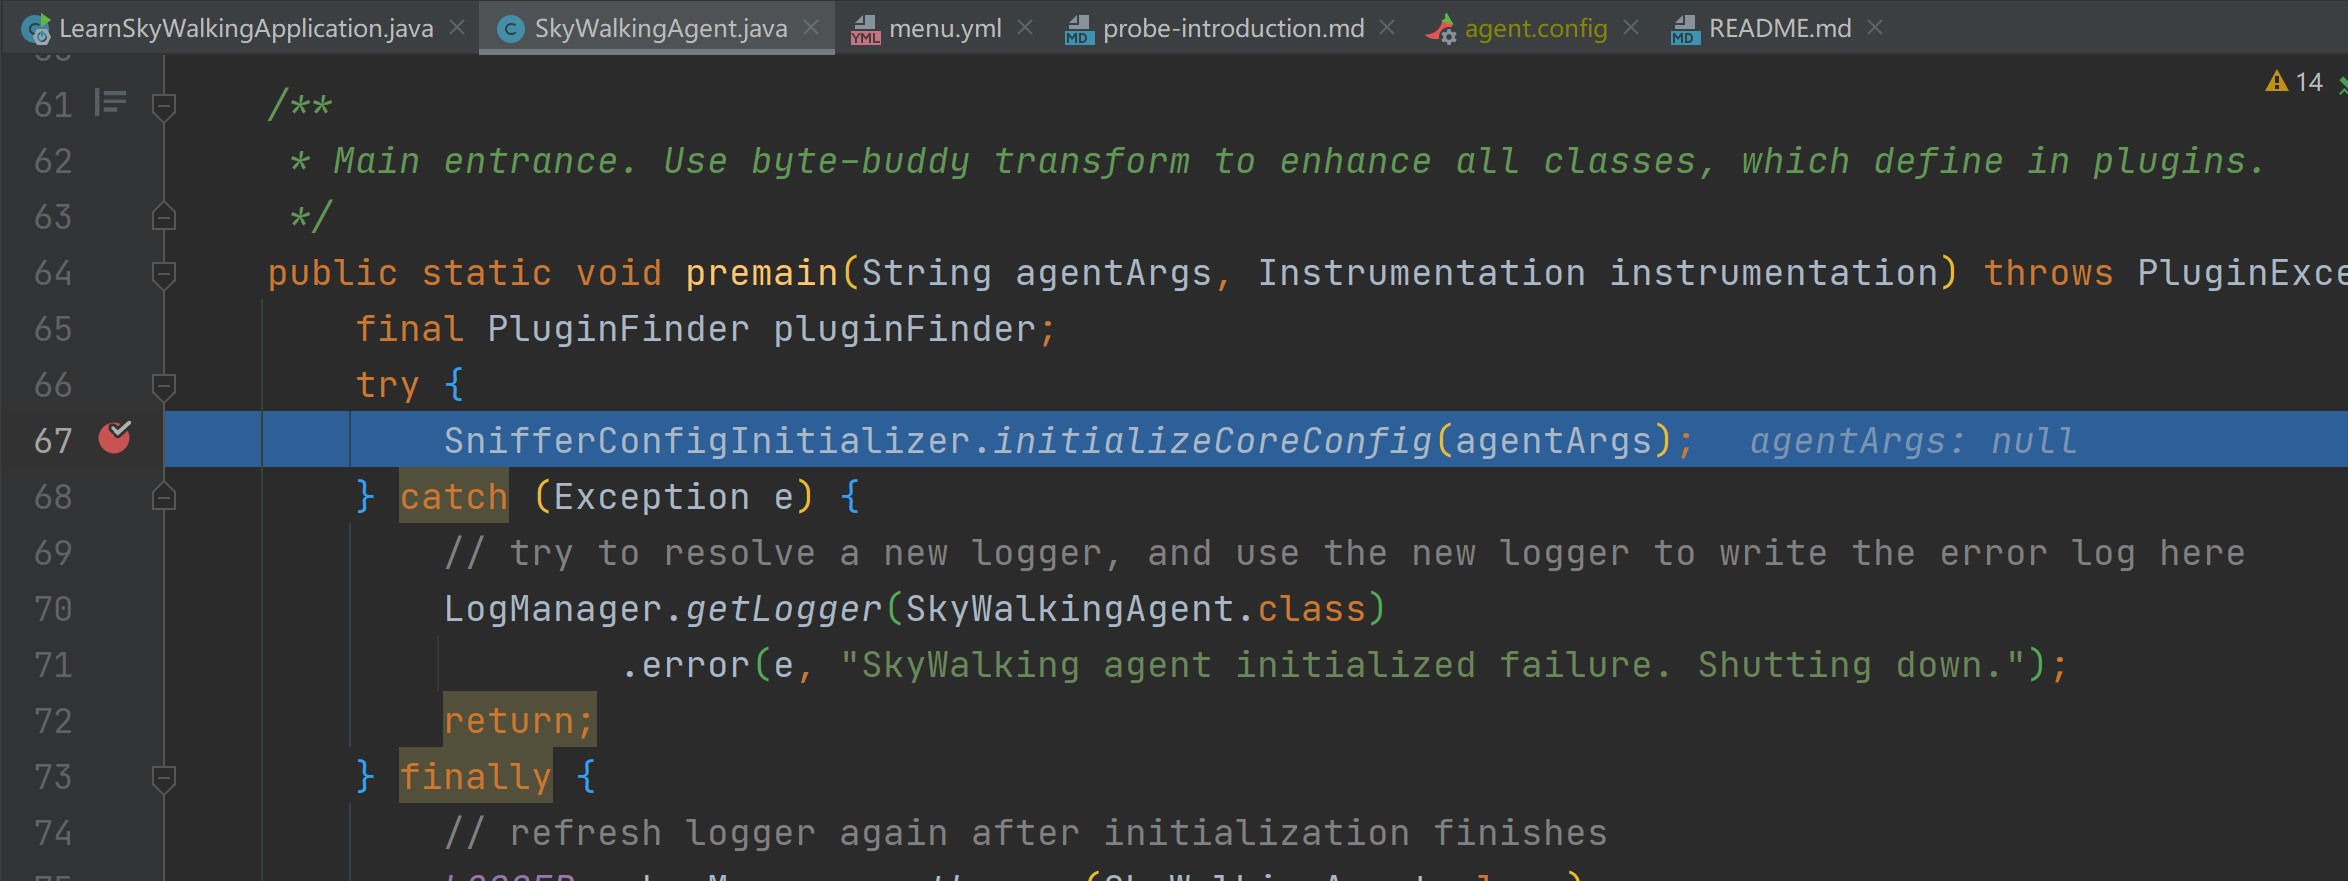 LearnSkyWalkingApplication.java SkyWalkingAgent.java menu.yml probe-introduction.md agent.config README.md
14
61 /**
62 * Main entrance. Use byte-buddy transform to enhance all classes, which define in plugins.
63 */
64 public static void premain(String agentArgs, Instrumentation instrumentation) throws PluginExce
65 final PluginFinder pluginFinder;
66 try {
67 SnifferConfigInitializer.initializeCoreConfig(agentArgs); agentArgs: null
68 } catch (Exception e) {
69 // try to resolve a new logger, and use the new logger to write the error log here
70 LogManager.getLogger(SkyWalkingAgent.class)
71 .error(e, "SkyWalking agent initialized failure. Shutting down.");
72 return;
73 } finally {
74 // refresh logger again after initialization finishes